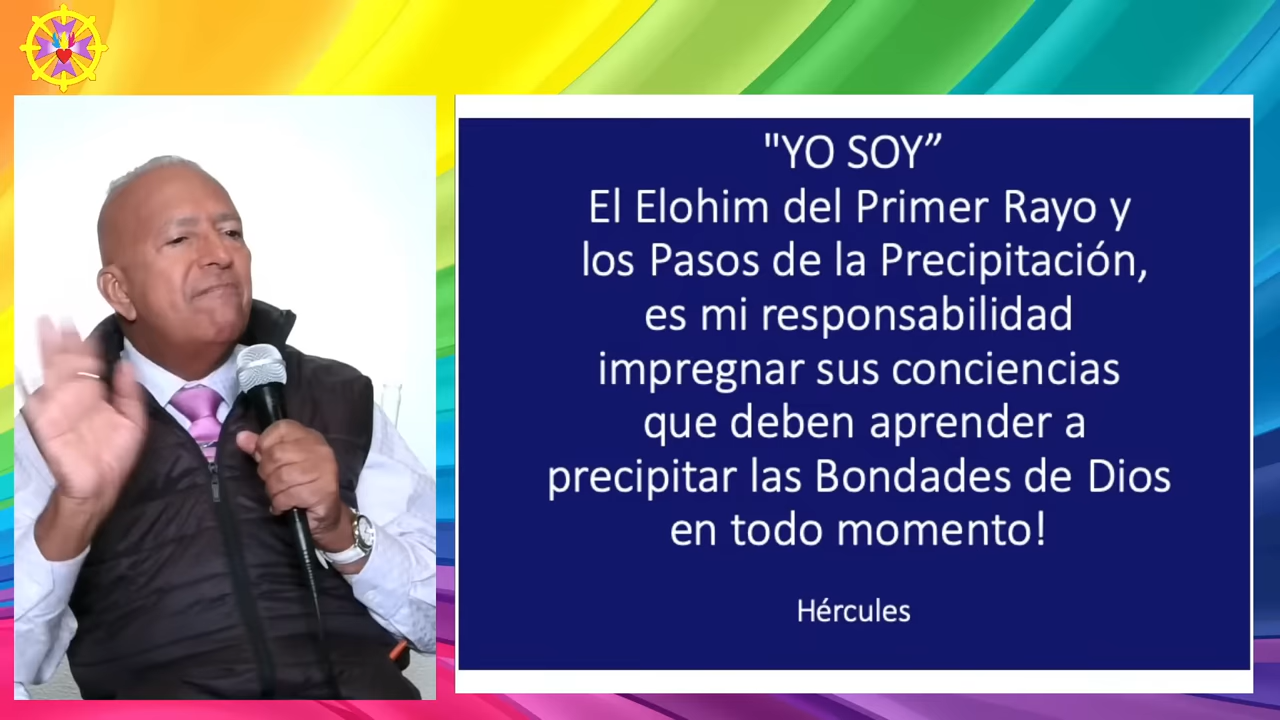 "YO SOY”
El Elohim del Primer Rayo y
los Pasos de la Precipitación,
es mi responsabilidad
impregnar sus conciencias
que deben aprender a
precipitar las Bondades de Dios
en todo momento!
Hércules